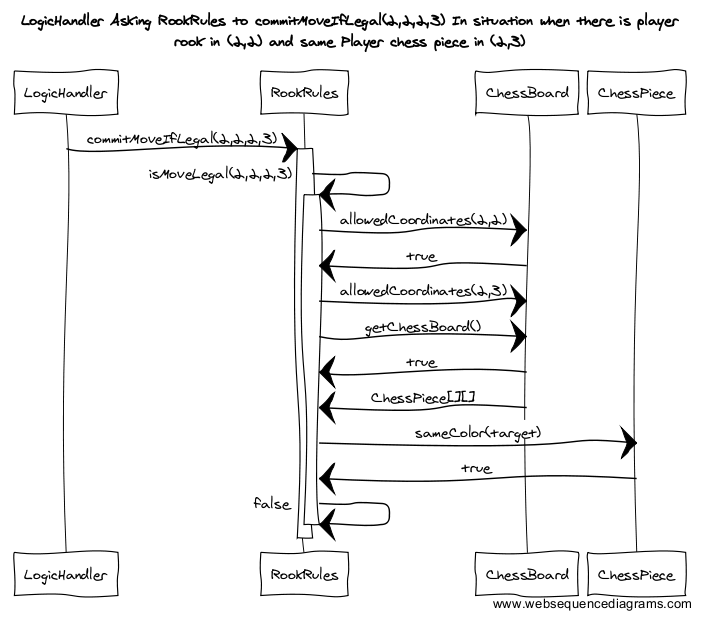 LogicHandler Asking RookRules to commitMoveIfLegal(2,2,2,3) In situation when there is player
rook in (2,2) and same Player chess piece in (2,3)
LogicHandler RookRules ChessBoard ChessPiece
commitMoveIfLegal(2,2,2,3)
isMoveLegal(2,2,2,3)
allowedCoordinates(2,2)
true
allowedCoordinates(2,3)
getChessBoard()
true
ChessPiece[][]
sameColor(target)
true
false
LogicHandler RookRules ChessBoard ChessPiece
www.websequencediagrams.com